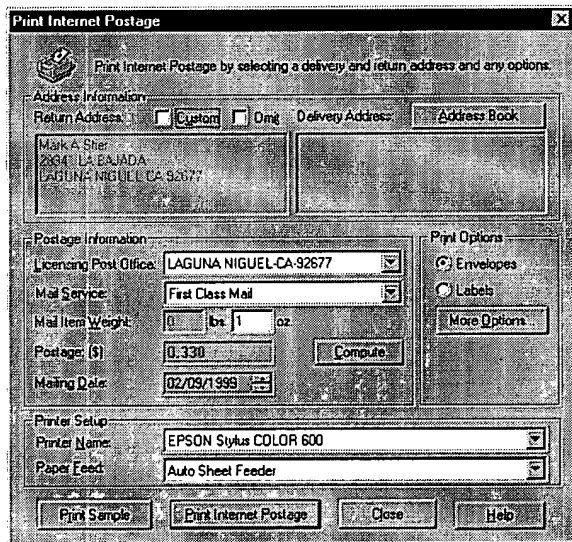 Print Internet Postage
Print Internet Postage by selecting a delivery and return address and any options.
Address Information
Return Address: Custom Omit Delivery Address: Address Book
Mark A Sher
2934 LA BAJADA
LAGUNA NIGUEL CA 92677
Postage Information
Licencing Post Office: LAGUNA NIGUEL-CA-92677
Mail Service: First Class Mail
Mail Item Weight: 0 lbs. 1 oz.
Postage: ($) 0.330 Compute
Mailing Date: 02/09/1999
Print Options
Envelopes
Labels
More Options...
Printer Setup
Printer Name: EPSON Stylus COLOR 600
Paper Feed: Auto Sheet Feeder
Print Sample Print Internet Postage Close Help